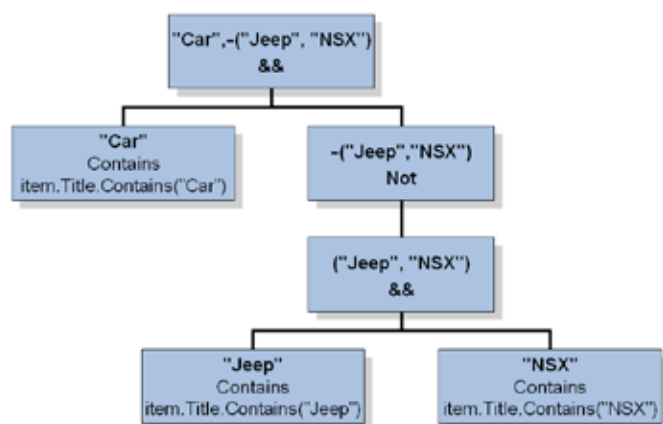 "Car",-("Jeep", "NSX")
&&
"Car"
Contains
item.Title.Contains("Car")
-("Jeep","NSX")
Not
("Jeep", "NSX")
&&
"Jeep"
Contains
item.Title.Contains("Jeep")
"NSX"
Contains
item.Title.Contains("NSX")